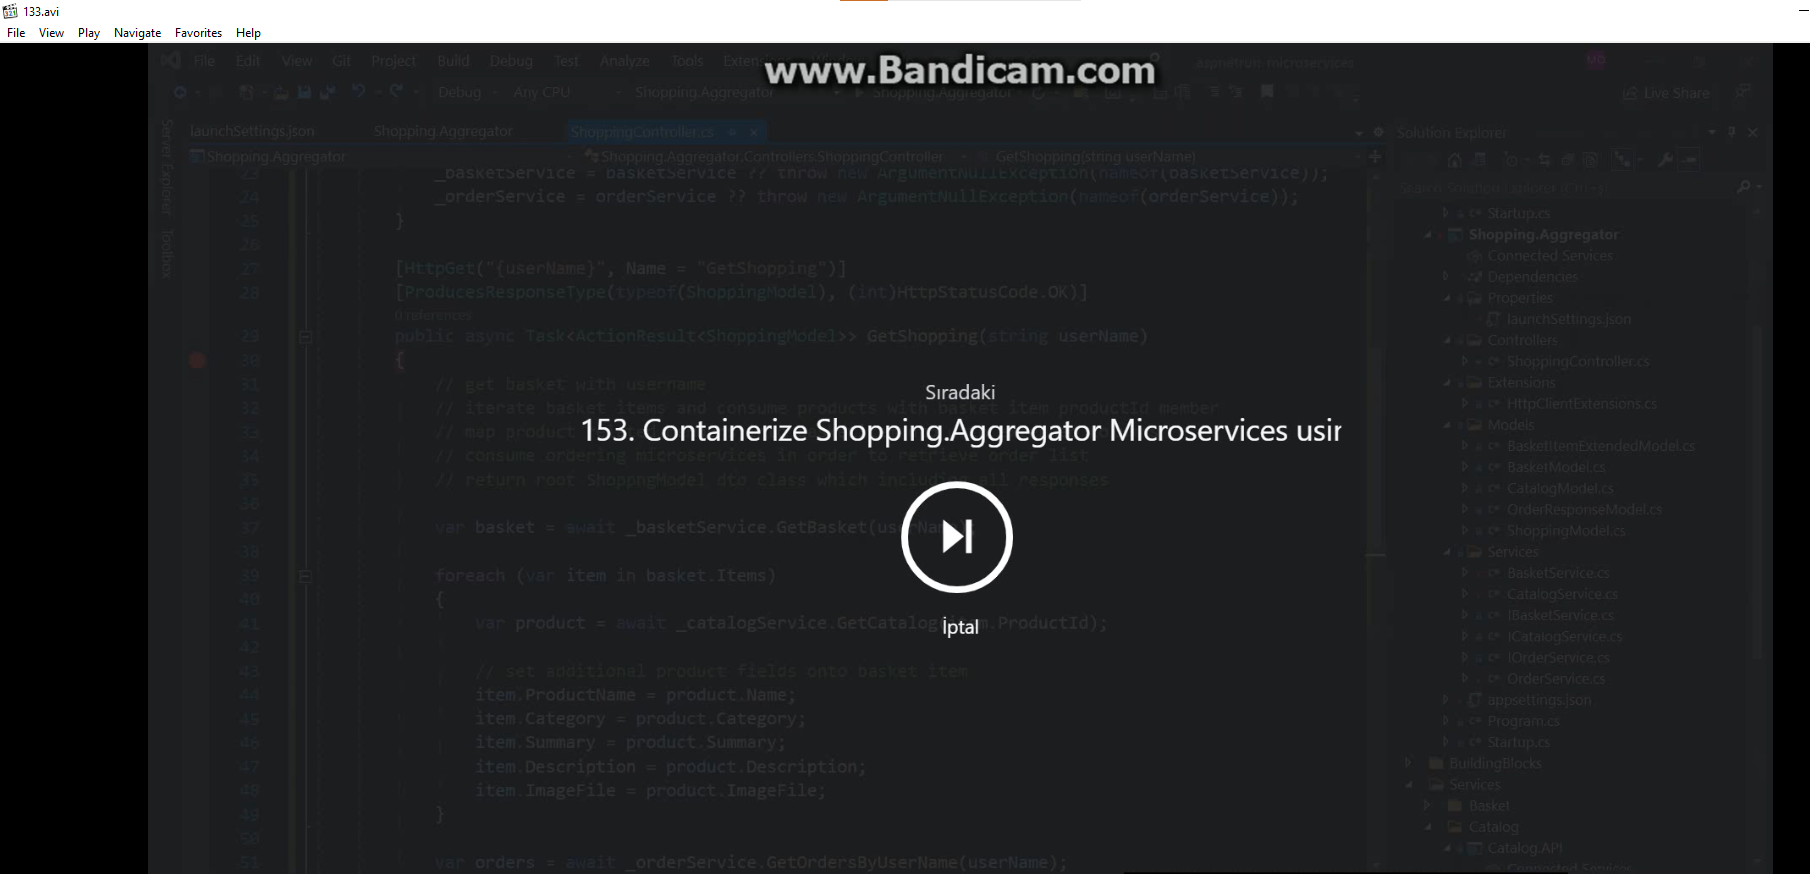 133.avi
File View Play Navigate Favorites Help
www.Bandicam.com
File Edit View Git Project Build Debug Test Analyze Tools
Debug Any CPU Shopping.Aggregator Shopping.Aggregator Live Share
Server Explorer Toolbox
launchSettings.json Shopping.Aggregator ShoppingController.cs
Shopping.Aggregator Shopping.Aggregator.Controllers.ShoppingController GetShopping(string userName)
23 _basketService = basketService ?? throw new ArgumentNullException(nameof(basketService));
24 _orderService = orderService ?? throw new ArgumentNullException(nameof(orderService));
25 }
26
27 [HttpGet("{userName}", Name = "GetShopping")]
28 [ProducesResponseType(typeof(ShoppingModel), (int)HttpStatusCode.OK)]
0 references
29 public async Task<ActionResult<ShoppingModel>> GetShopping(string userName)
30 {
31 // get basket with username
32 // iterate basket items and consume products with basket item productId member
33 // map product
34 // consume ordering microservices in order to retrieve order list
35 // return root ShoppngModel dto class which including all responses
36
37 var basket = await _basketService.GetBasket(
38
39 foreach (var item in basket.Items)
40 {
41 var product = await _catalogService.GetCatalog( .ProductId);
42
43 // set additional product fields onto basket item
44 item.ProductName = product.Name;
45 item.Category = product.Category;
46 item.Summary = product.Summary;
47 item.Description = product.Description;
48 item.ImageFile = product.ImageFile;
49 }
50
51 var orders = await _orderService.GetOrdersByUserName(userName);
Sıradaki
153. Containerize Shopping.Aggregator Microservices usin
İptal
Solution Explorer
Startup.cs
Shopping.Aggregator
Connected Services
Dependencies
Properties
launchSettings.json
Controllers
ShoppingController.cs
Extensions
HttpClientExtensions.cs
Models
BasketItemExtendedModel.cs
BasketModel.cs
CatalogModel.cs
OrderResponseModel.cs
ShoppingModel.cs
Services
BasketService.cs
CatalogService.cs
IBasketService.cs
ICatalogService.cs
IOrderService.cs
OrderService.cs
appsettings.json
Program.cs
Startup.cs
BuildingBlocks
Services
Basket
Catalog
Catalog.API
Connected Services